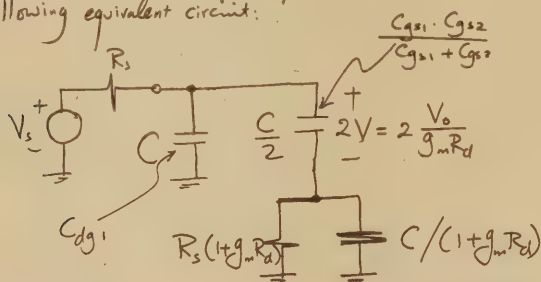 llowing equivalent circuit:
Cgs1 · Cgs2
Cgs1 + Cgs2
Rs
+
Vs
-
C
C/2
+
2V = 2 Vo/gmRd
-
Cdg1
Rs(1+gmRd)
C/(1+gmRd)